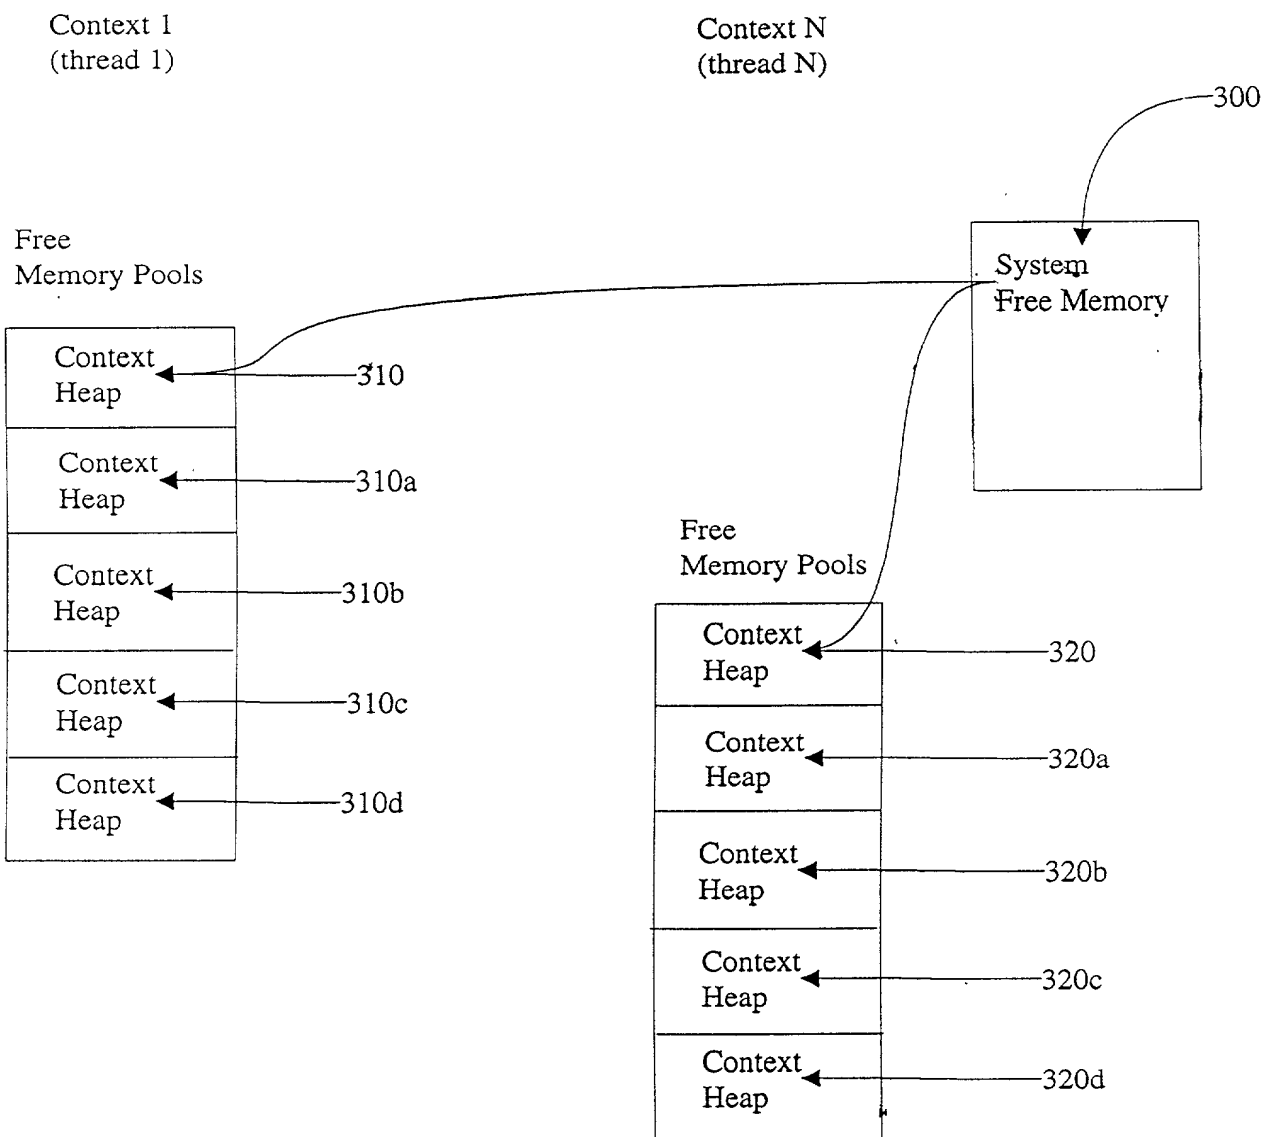 Context 1
(thread 1)
Context N
(thread N)
300
Free
Memory Pools
System
Free Memory
Context
Heap
310
Context
Heap
310a
Context
Heap
310b
Context
Heap
310c
Context
Heap
310d
Free
Memory Pools
Context
Heap
320
Context
Heap
320a
Context
Heap
320b
Context
Heap
320c
Context
Heap
320d